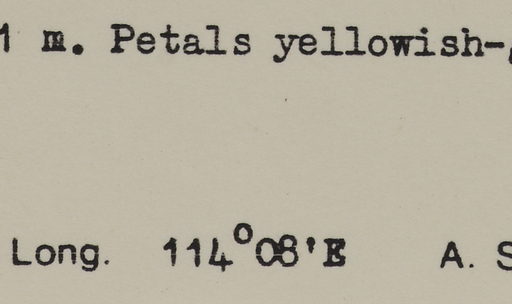 1 m. Petals yellowish-
Long. 114°08'E A. S